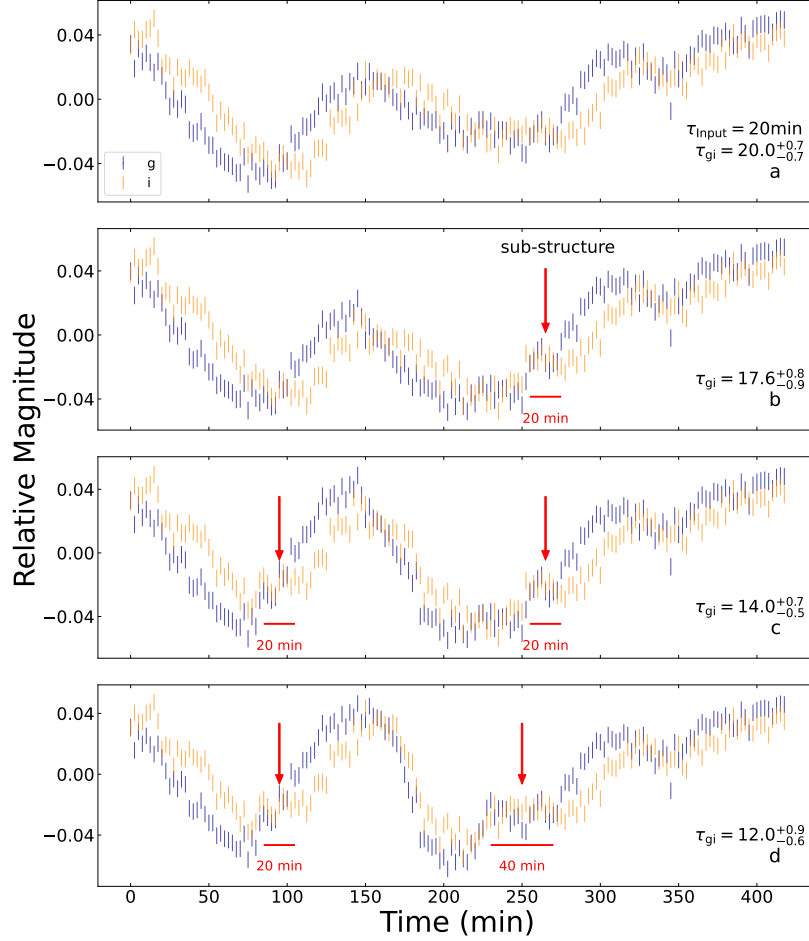 0.04
0.00
−0.04
g
i
τInput = 20min
τgi = 20.0+0.7−0.7
a
sub-structure
0.04
0.00
−0.04
20 min
τgi = 17.6+0.8−0.9
b
Relative Magnitude
0.04
0.00
−0.04
20 min
20 min
τgi = 14.0+0.7−0.5
c
0.04
0.00
−0.04
20 min
40 min
τgi = 12.0+0.9−0.6
d
0 50 100 150 200 250 300 350 400
Time (min)